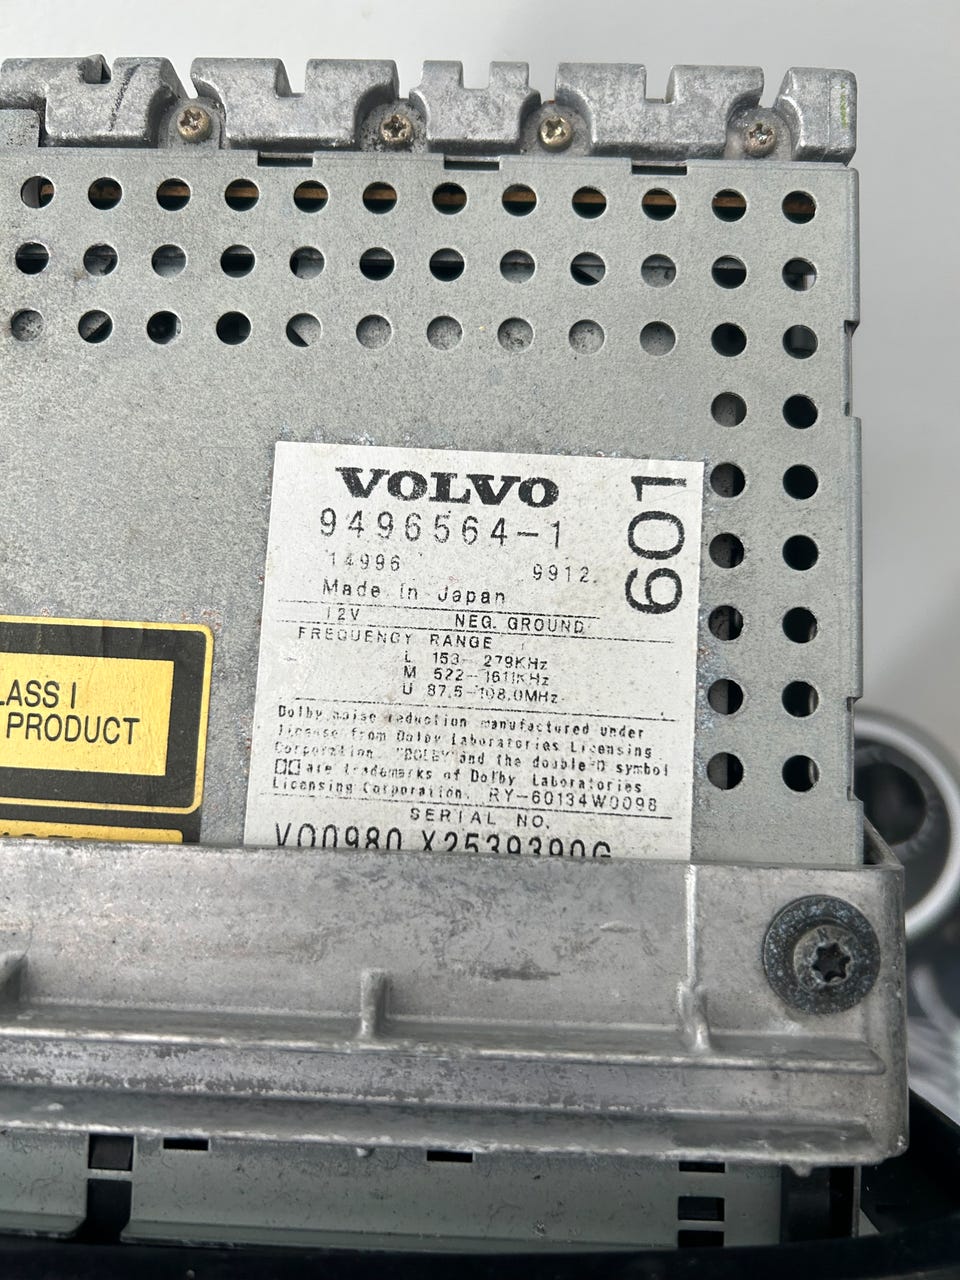 VOLVO
9496564-1
14996 9912
601
Made in Japan
12V NEG. GROUND
FREQUENCY RANGE
L 153-279KHz
M 522-1611KHz
U 87.5-108.0MHz
Dolby noise reduction manufactured under
license from Dolby Laboratories Licensing
Corporation. "DOLBY" and the double-D symbol
are trademarks of Dolby Laboratories
Licensing Corporation. RY-60134W0098
SERIAL NO.
VO0980 X2539390G
LASS I
PRODUCT